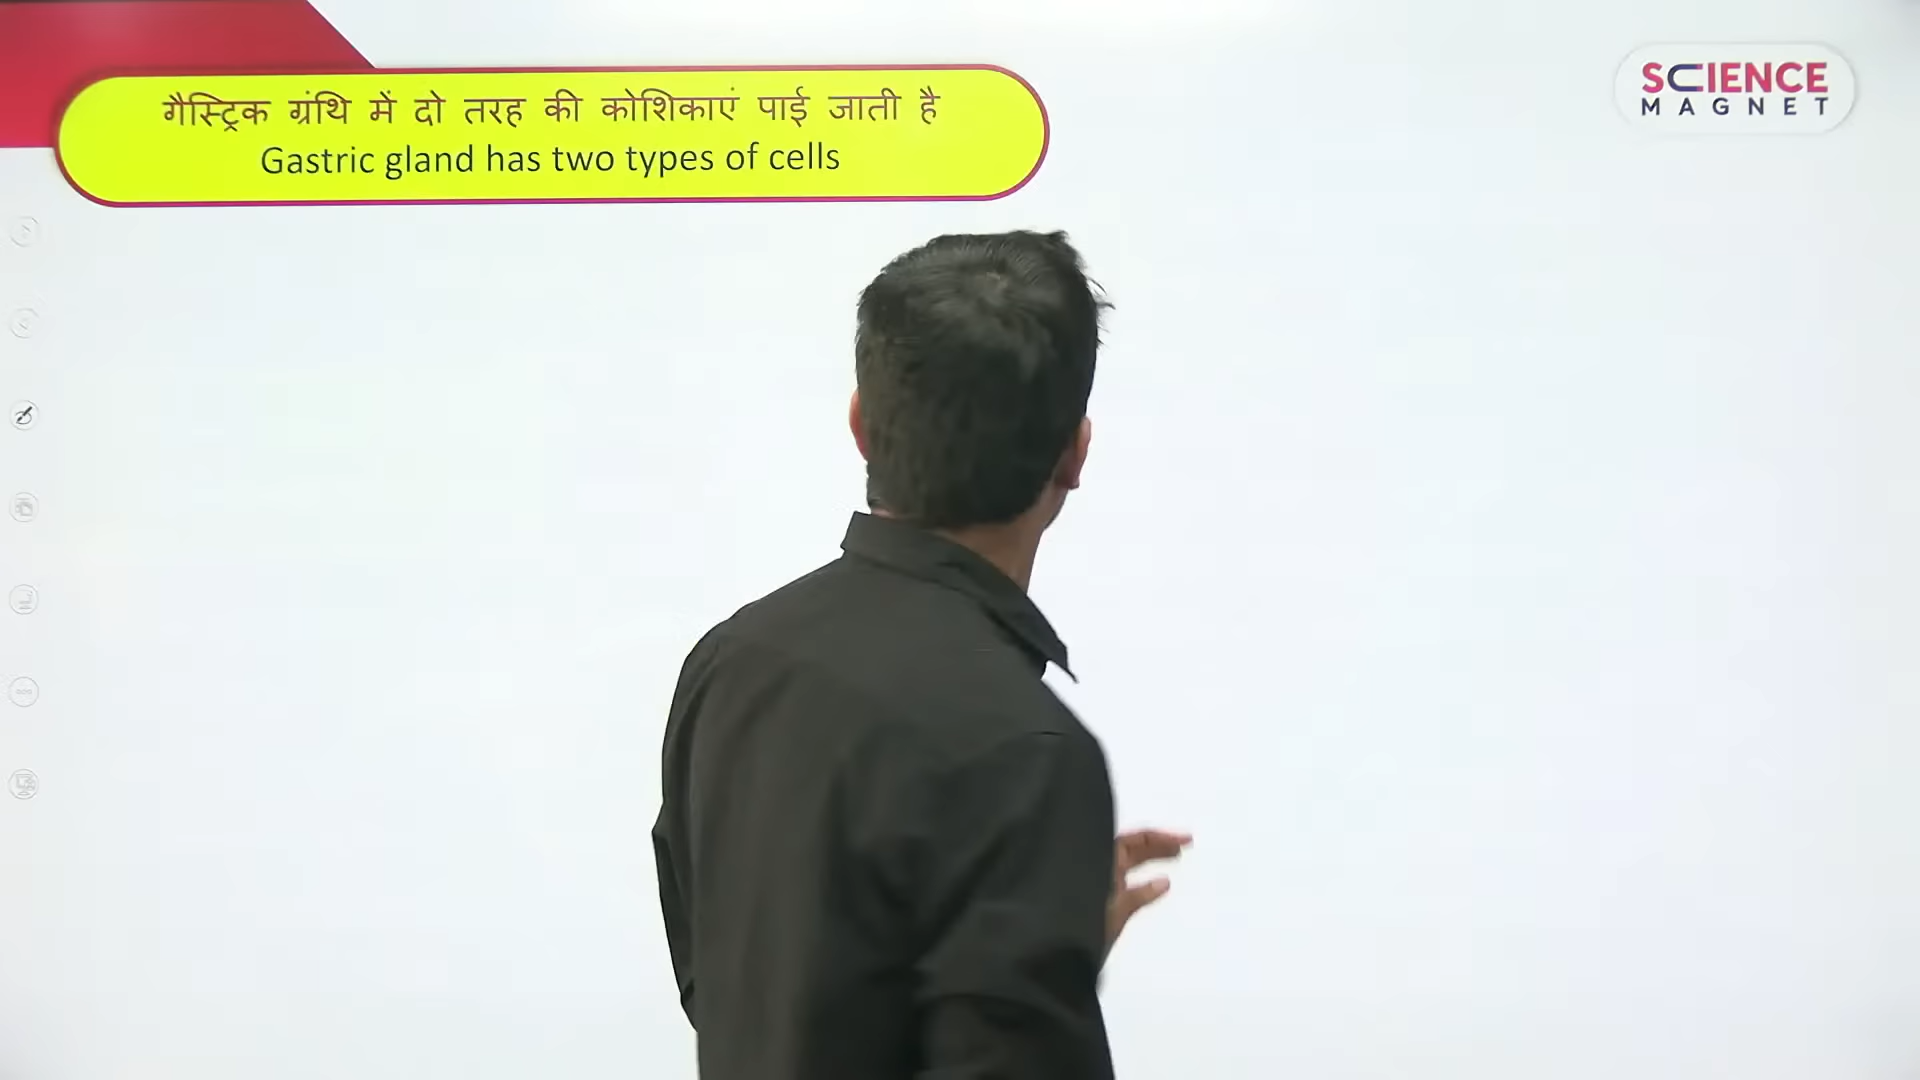 गैस्ट्रिक ग्रंथि में दो तरह की कोशिकाएं पाई जाती है
Gastric gland has two types of cells
SCIENCE
MAGNET